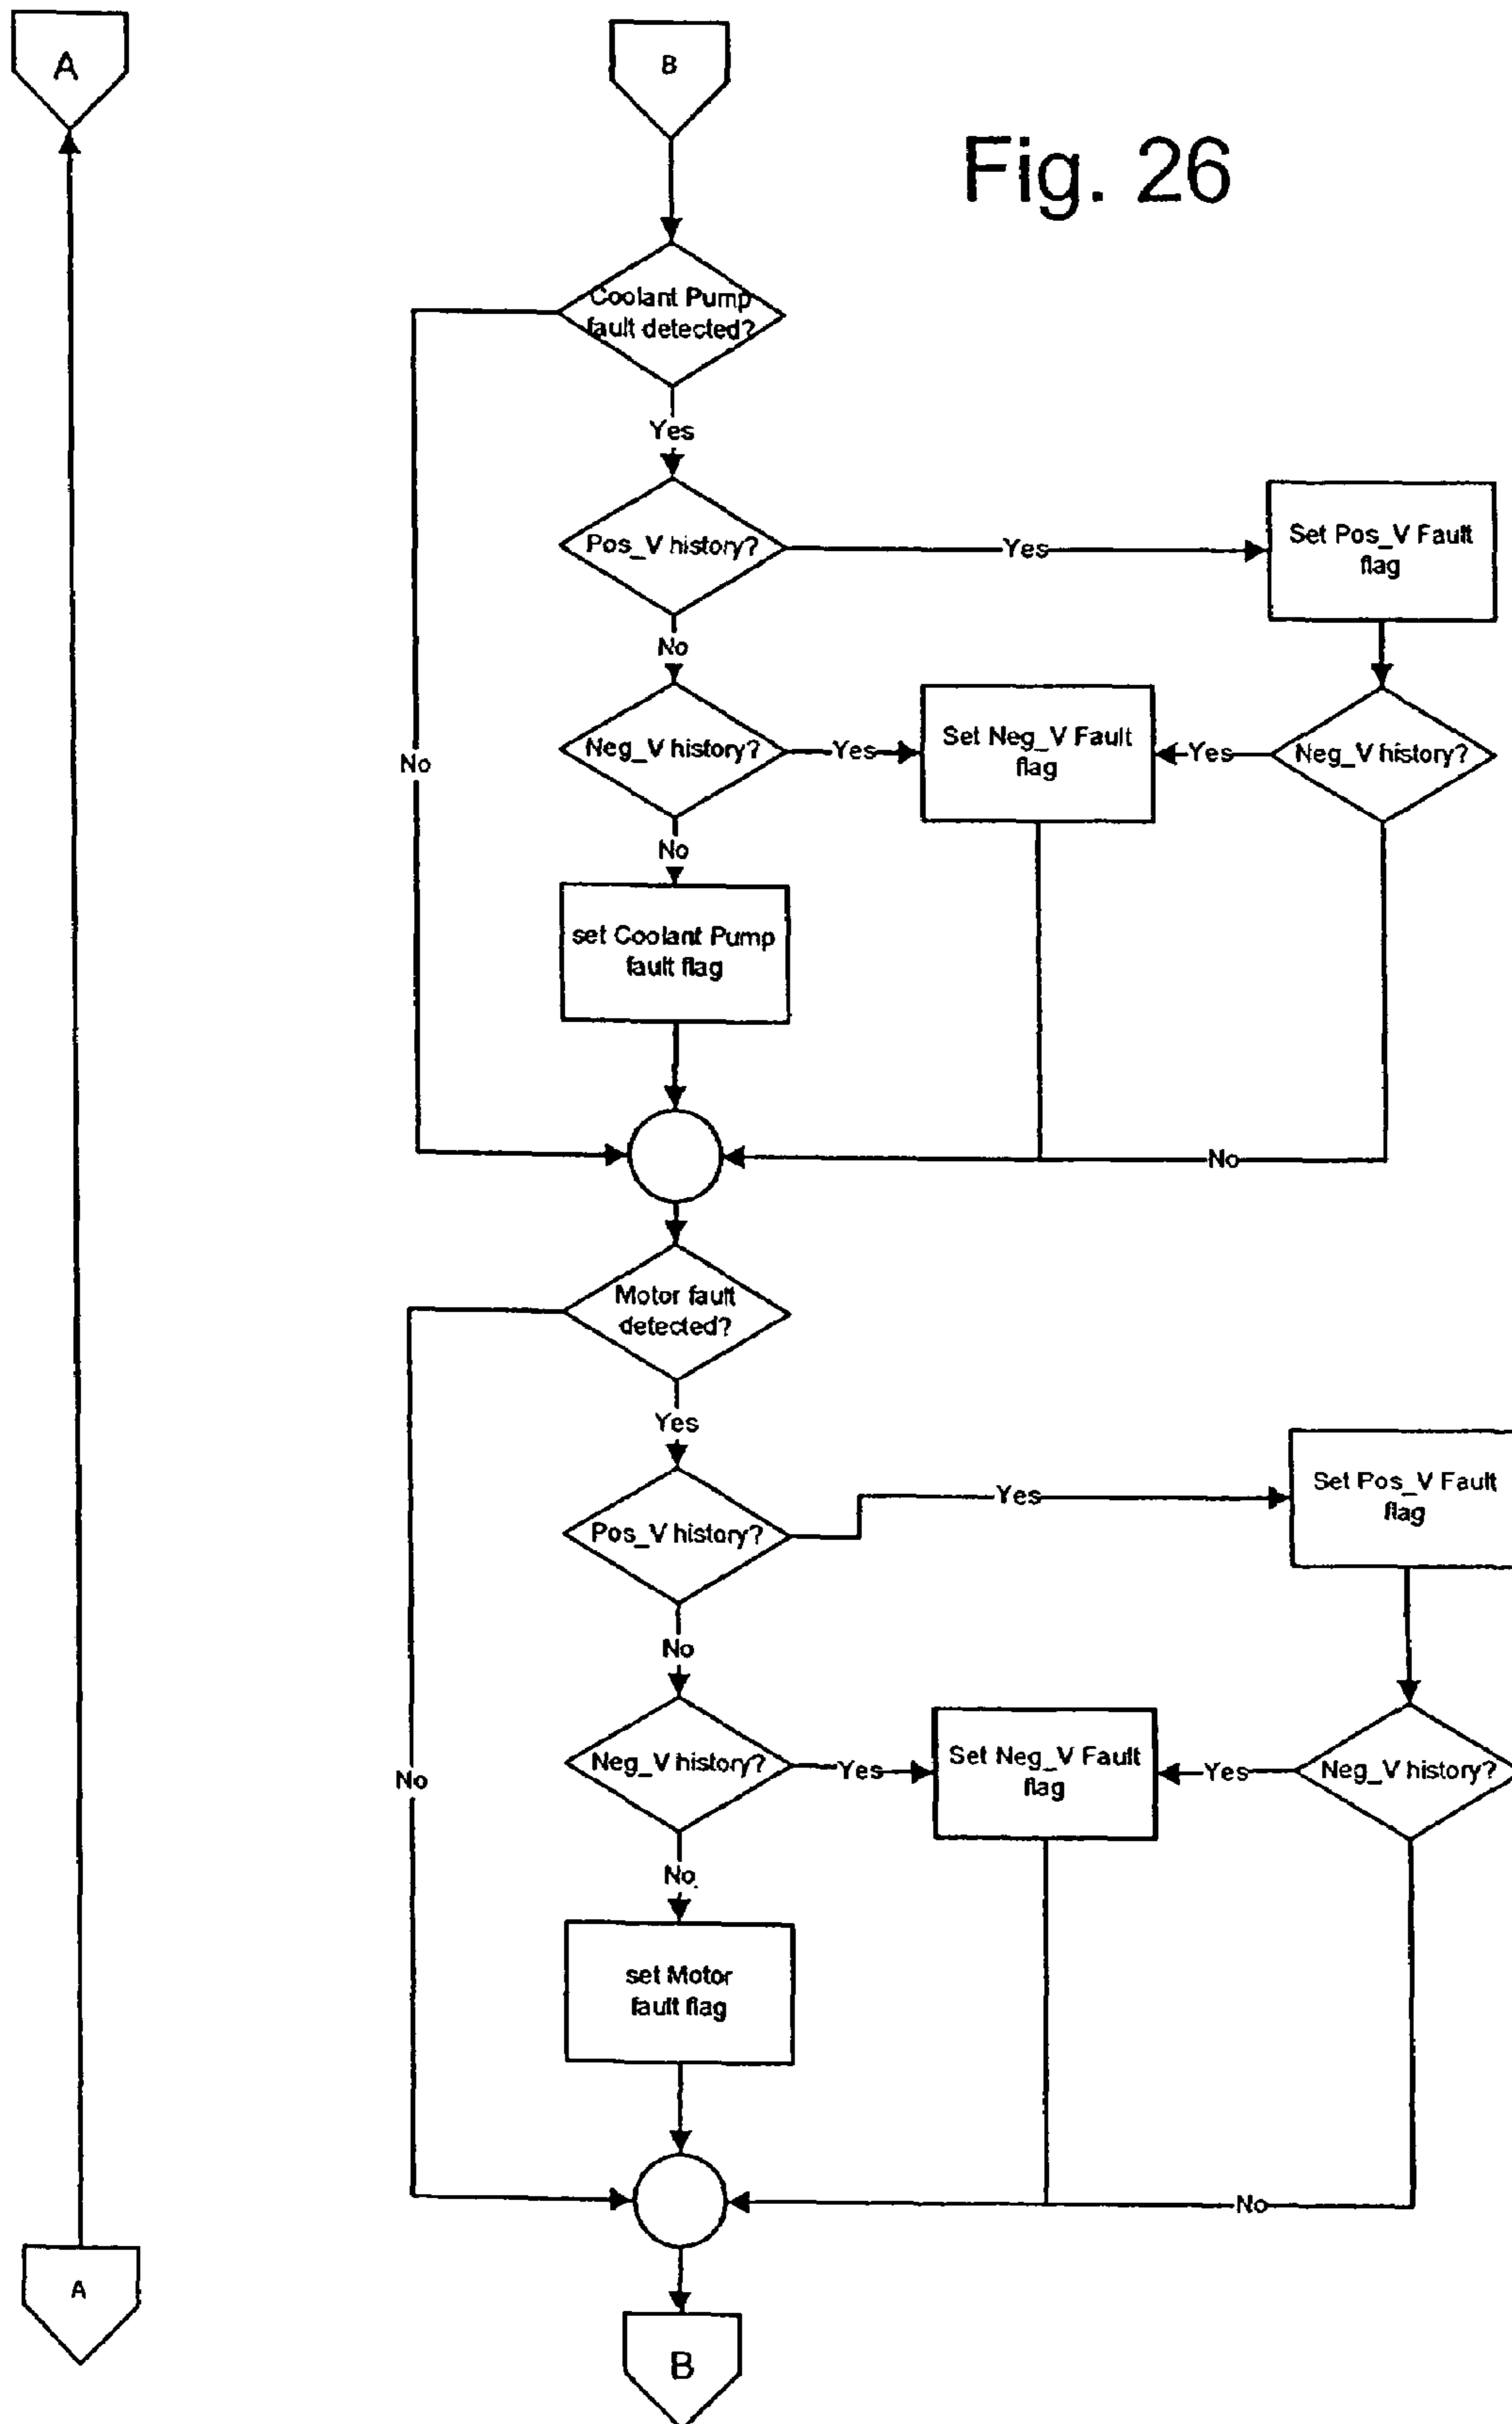 A
B
Fig. 26
Coolant Pump
fault detected?
Yes
Pos_V history?
Yes
Set Pos_V Fault
flag
No
Neg_V history?
Yes
Set Neg_V Fault
flag
Yes
Neg_V history?
No
No
set Coolant Pump
fault flag
No
Motor fault
detected?
Yes
Pos_V history?
Yes
Set Pos_V Fault
flag
No
Neg_V history?
Yes
Set Neg_V Fault
flag
Yes
Neg_V history?
No
No
set Motor
fault flag
No
A
B